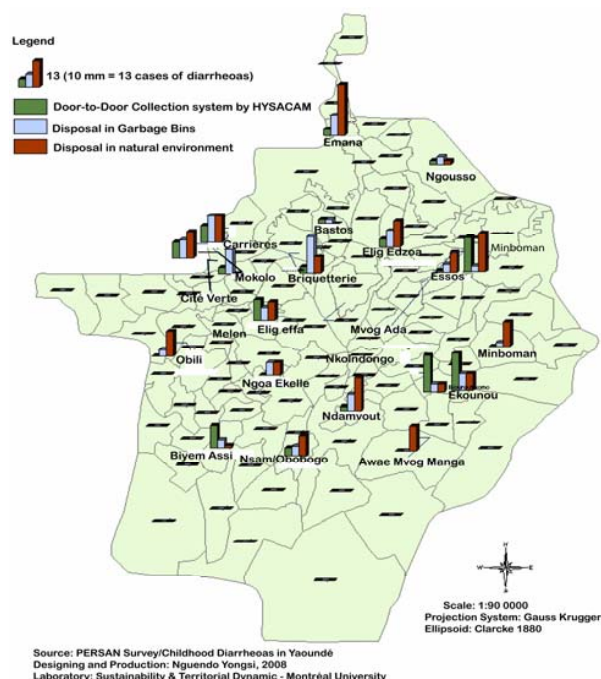 Legend
13 (10 mm = 13 cases of diarrheoas)
Door-to-Door Collection system by HYSACAM
Disposal in Garbage Bins
Disposal in natural environment
Emana
Ngousso
Bastos
Carrières
Elig Edzoa
Minboman
Mokolo
Briquetterie
Essos
Cité Verte
Elig effa
Mvog Ada
Melen
Obili
Nkolndongo
Minboman
Ngoa Ekelle
Ekounou
Ndamvout
Biyem Assi
Nsam/Obobogo
Awae Mvog Manga
N
W
E
S
Scale: 1:90 0000
Projection System: Gauss Krugger
Ellipsoid: Clarcke 1880
Source: PERSAN Survey/Childhood Diarrheoas in Yaoundé
Designing and Production: Nguendo Yongsi, 2008
Laboratory: Sustainability & Territorial Dynamic - Montréal University